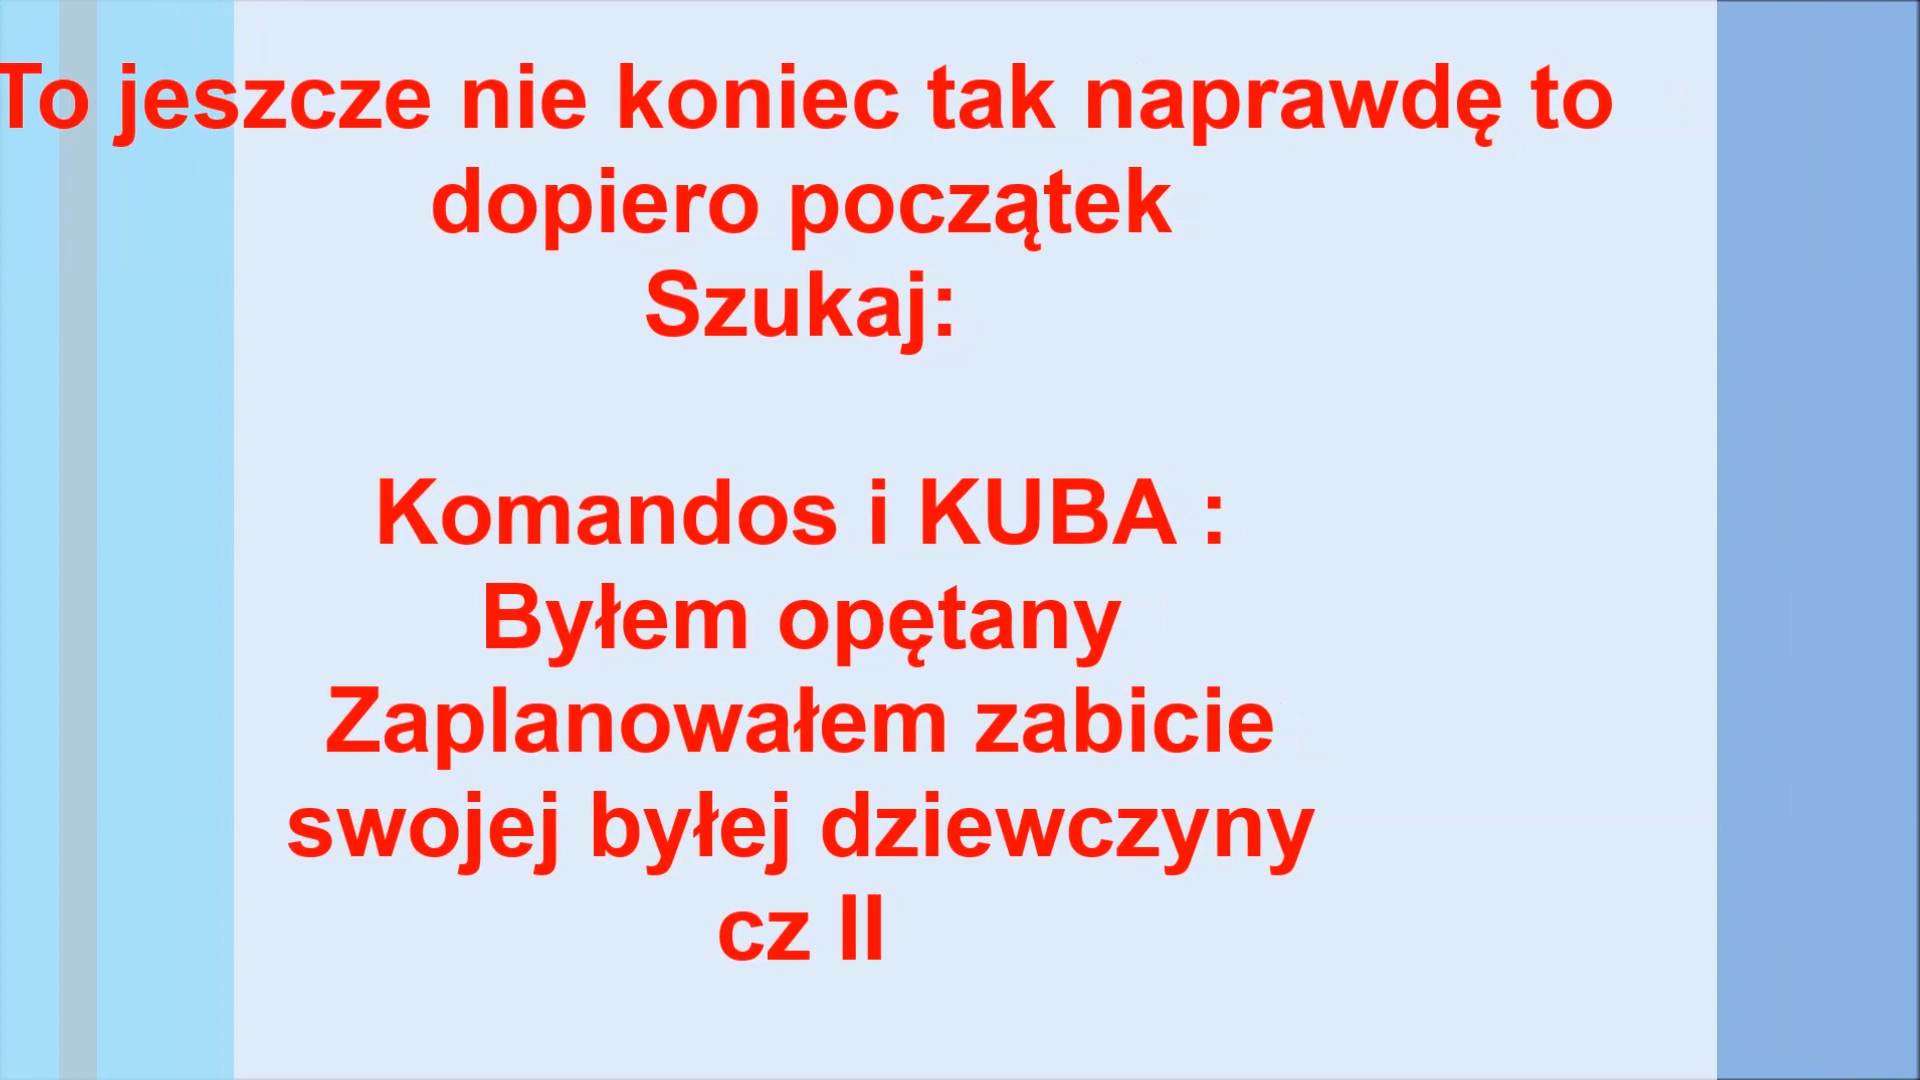 To jeszcze nie koniec tak naprawdę to
dopiero początek
Szukaj:
Komandos i KUBA :
Byłem opętany
Zaplanowałem zabicie
swojej byłej dziewczyny
cz II